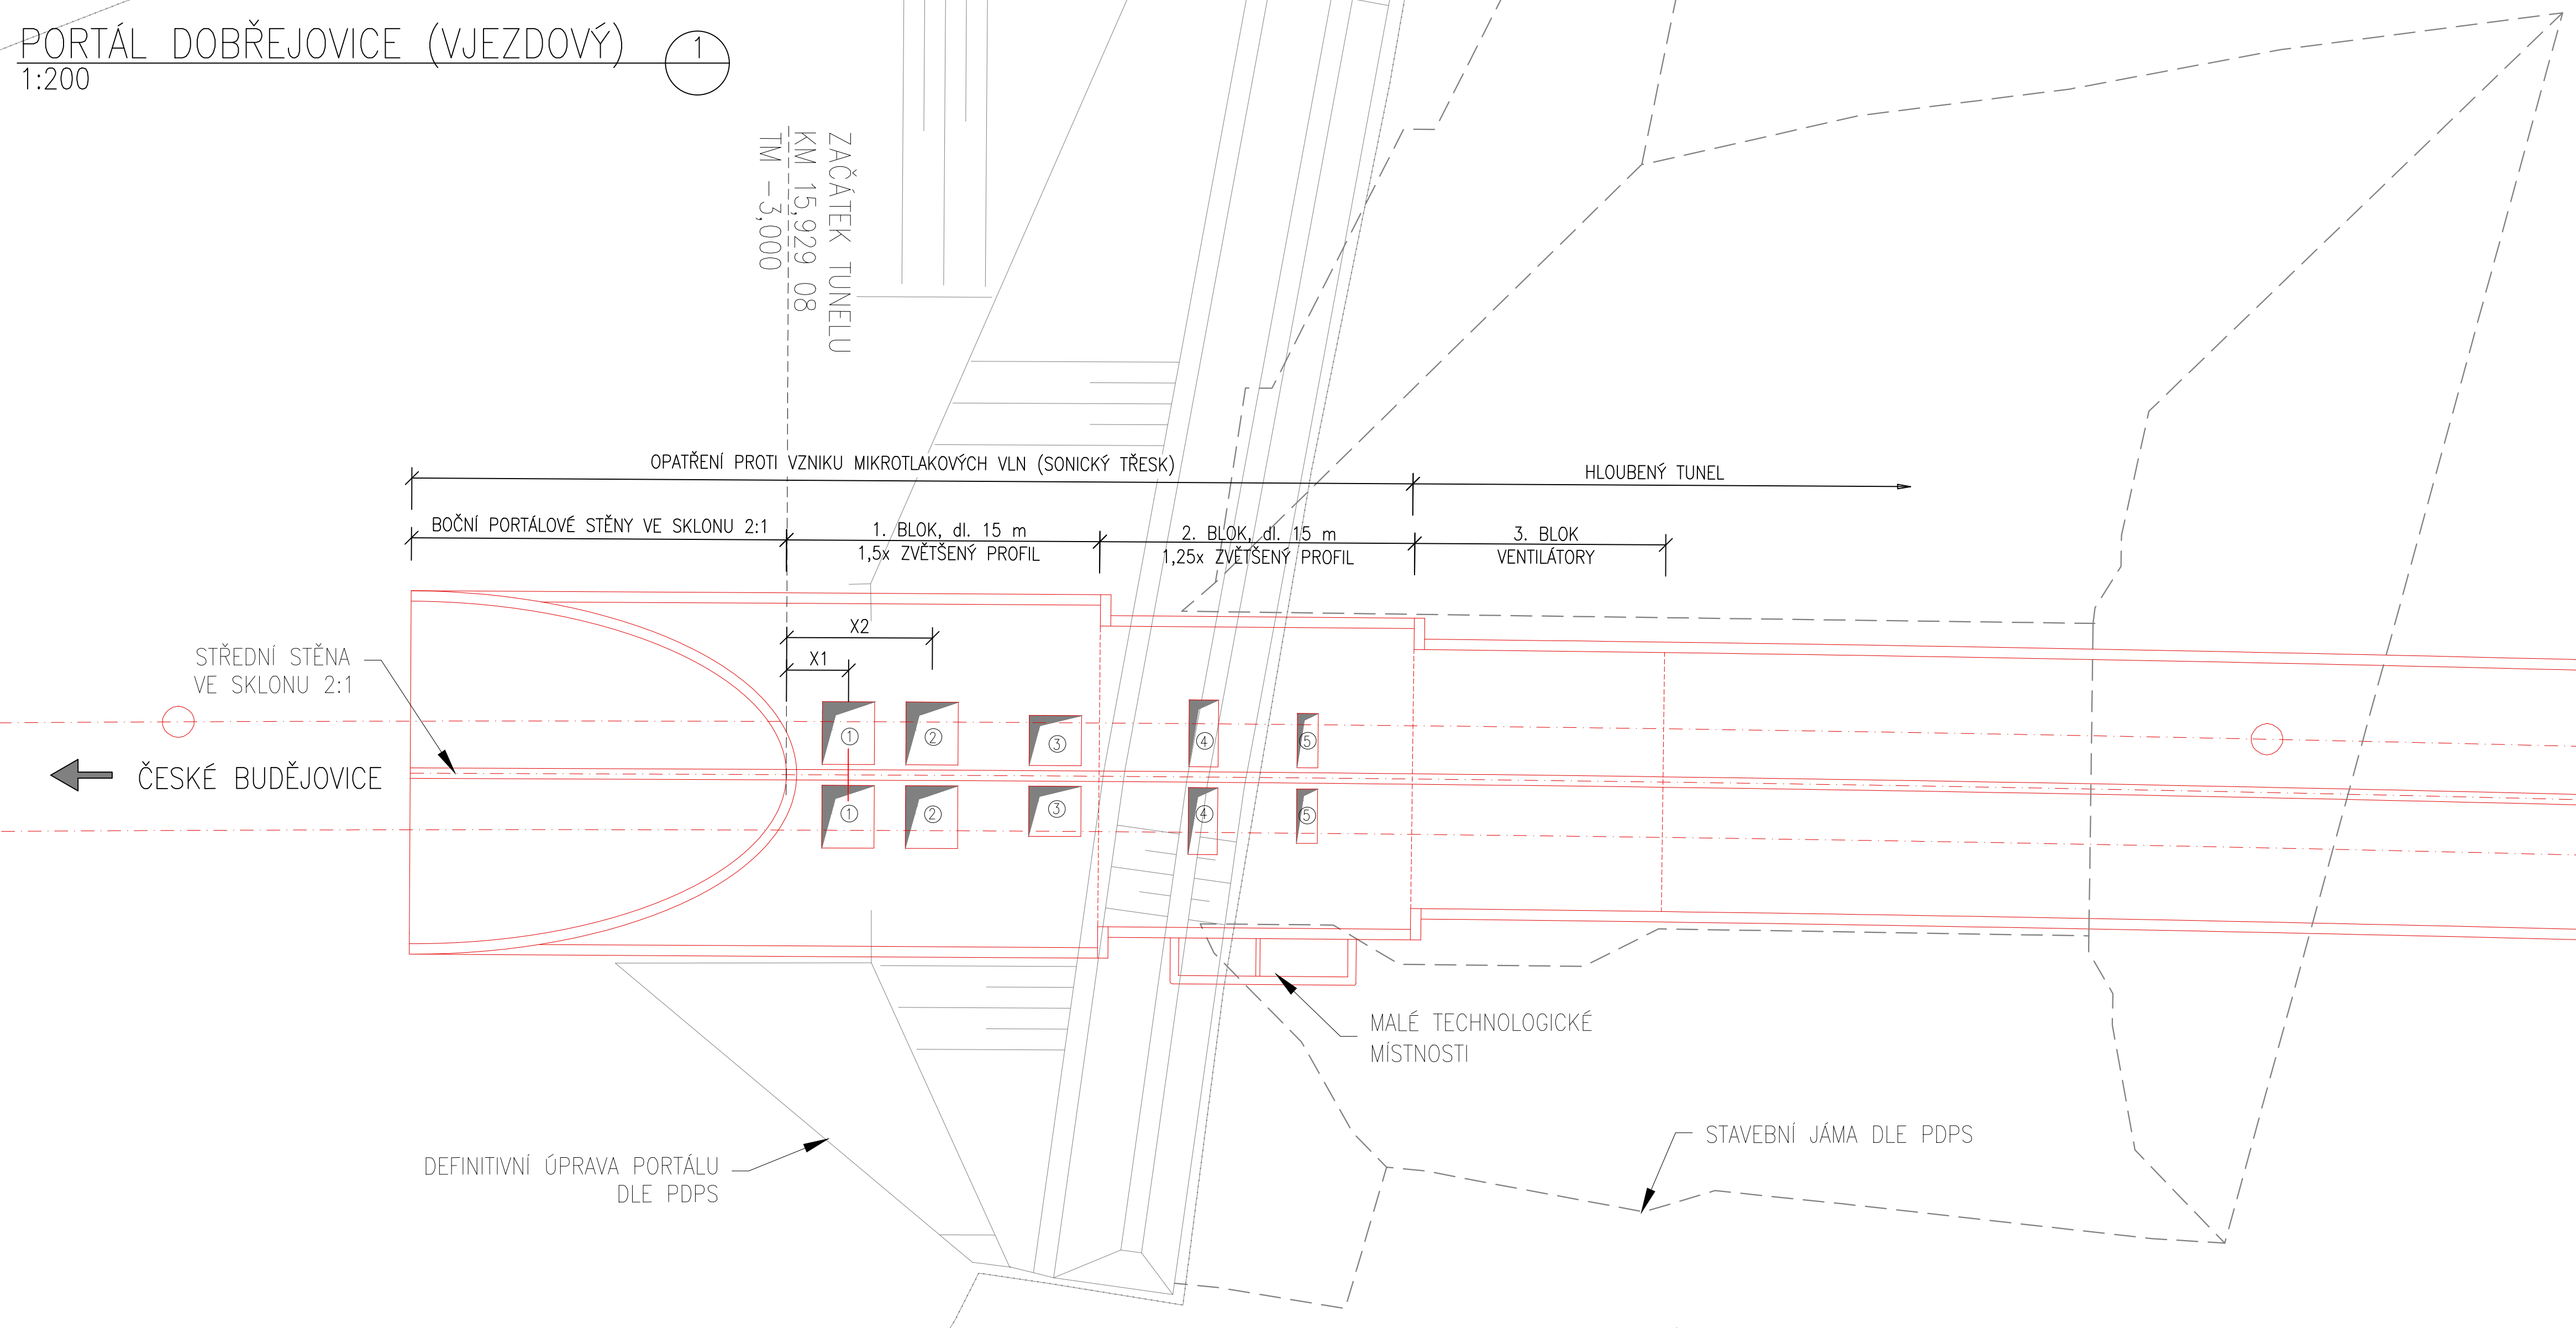 PORTÁL DOBŘEJOVICE (VJEZDOVÝ)
1
1:200
ZAČÁTEK TUNELU
KM 15,929 08
TM -3,000
OPATŘENÍ PROTI VZNIKU MIKROTLAKOVÝCH VLN (SONICKÝ TŘESK)
HLOUBENÝ TUNEL
BOČNÍ PORTÁLOVÉ STĚNY VE SKLONU 2:1
1. BLOK, dl. 15 m
1,5x ZVĚTŠENÝ PROFIL
2. BLOK, dl. 15 m
1,25x ZVĚTŠENÝ PROFIL
3. BLOK
VENTILÁTORY
X2
X1
STŘEDNÍ STĚNA
VE SKLONU 2:1
1 2 3 4 5
ČESKÉ BUDĚJOVICE
1 2 3 4 5
MALÉ TECHNOLOGICKÉ
MÍSTNOSTI
STAVEBNÍ JÁMA DLE PDPS
DEFINITIVNÍ ÚPRAVA PORTÁLU
DLE PDPS